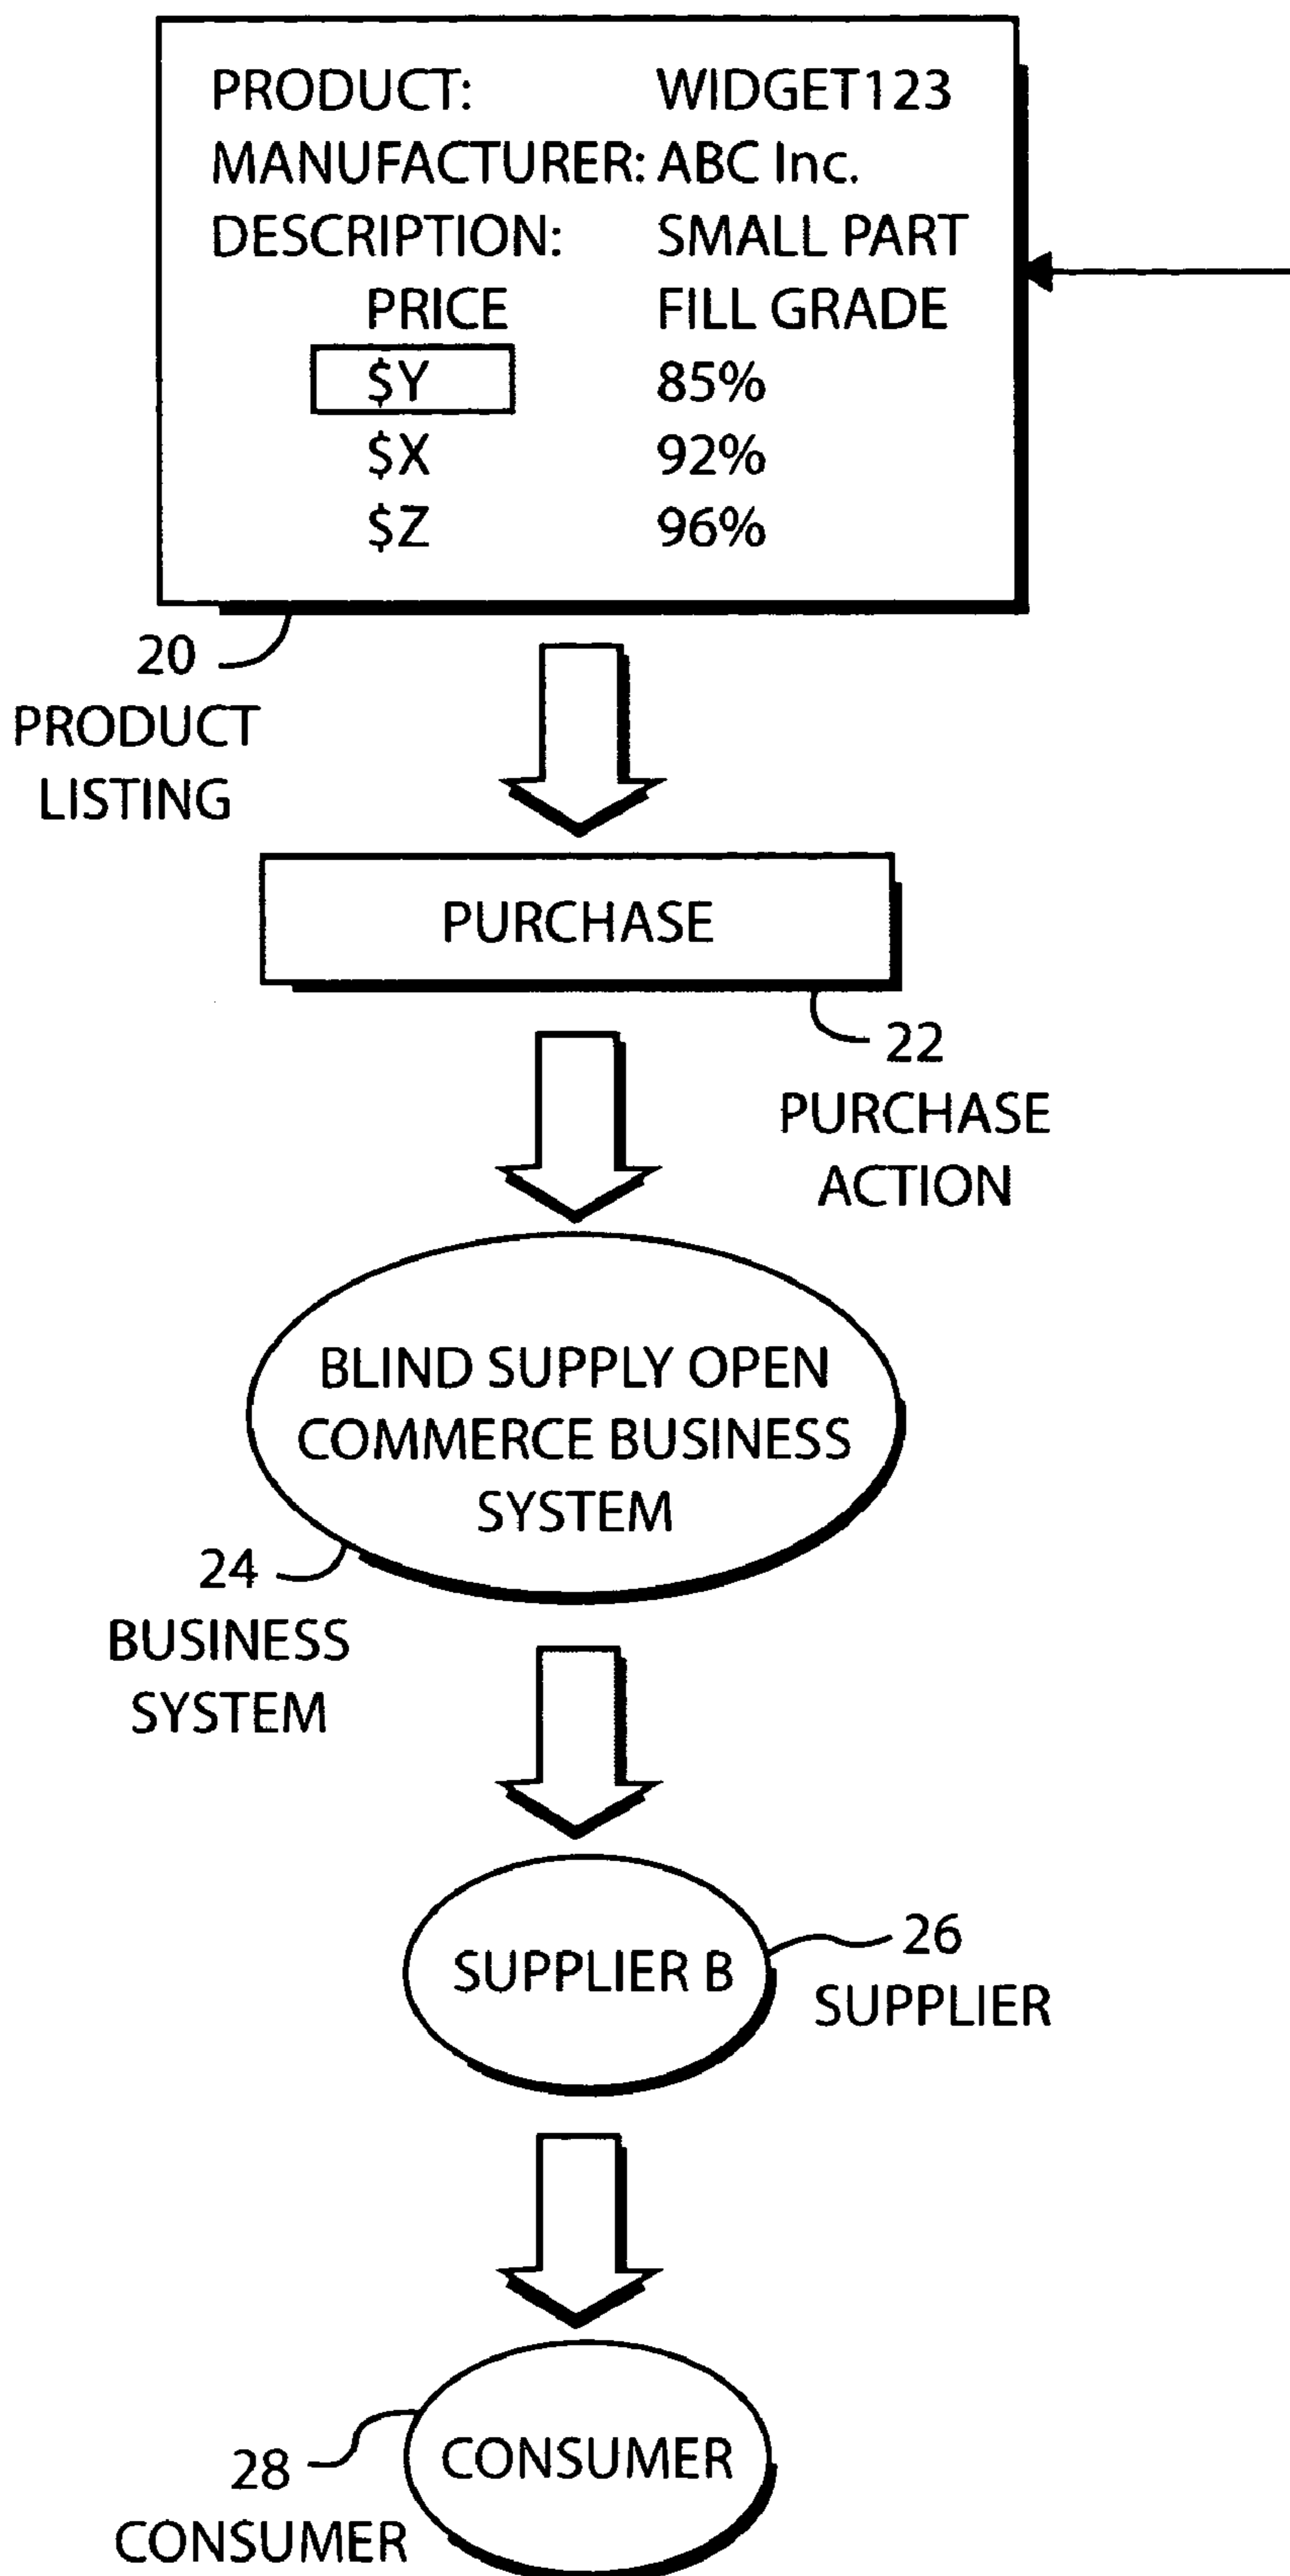 PRODUCT: WIDGET123
MANUFACTURER: ABC Inc.
DESCRIPTION: SMALL PART
PRICE FILL GRADE
$Y 85%
$X 92%
$Z 96%
20
PRODUCT
LISTING
PURCHASE
22
PURCHASE
ACTION
BLIND SUPPLY OPEN
COMMERCE BUSINESS
SYSTEM
24
BUSINESS
SYSTEM
SUPPLIER B
26
SUPPLIER
CONSUMER
28
CONSUMER